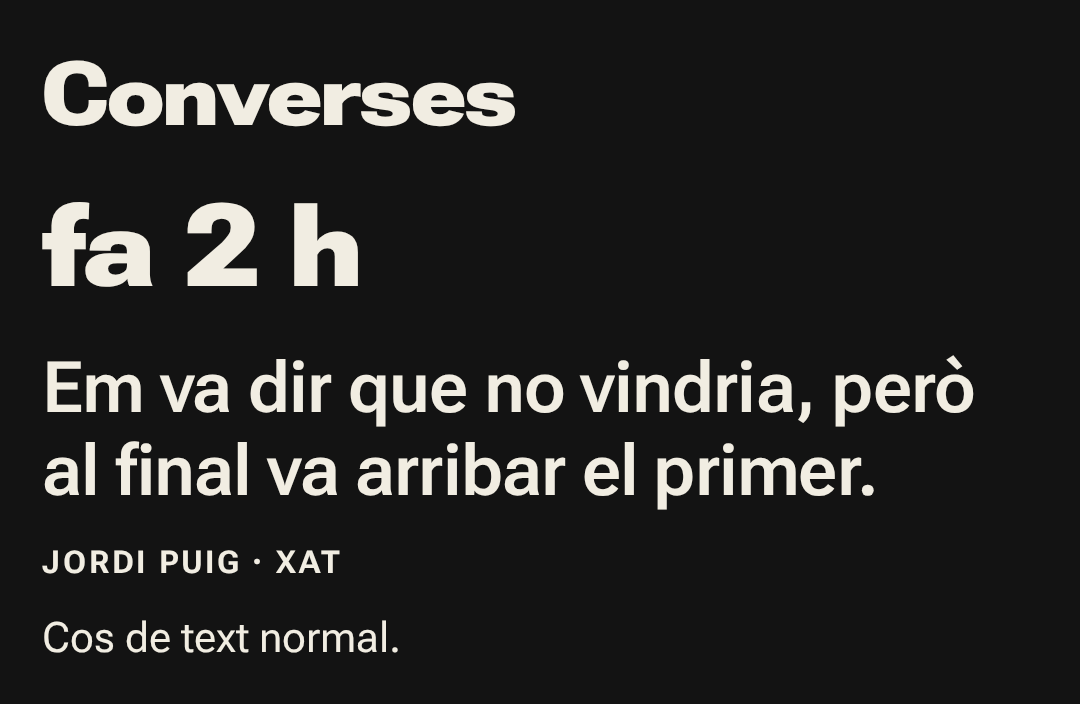 Converses
fa 2 h
Em va dir que no vindria, però
al final va arribar el primer.
JORDI PUIG · XAT
Cos de text normal.